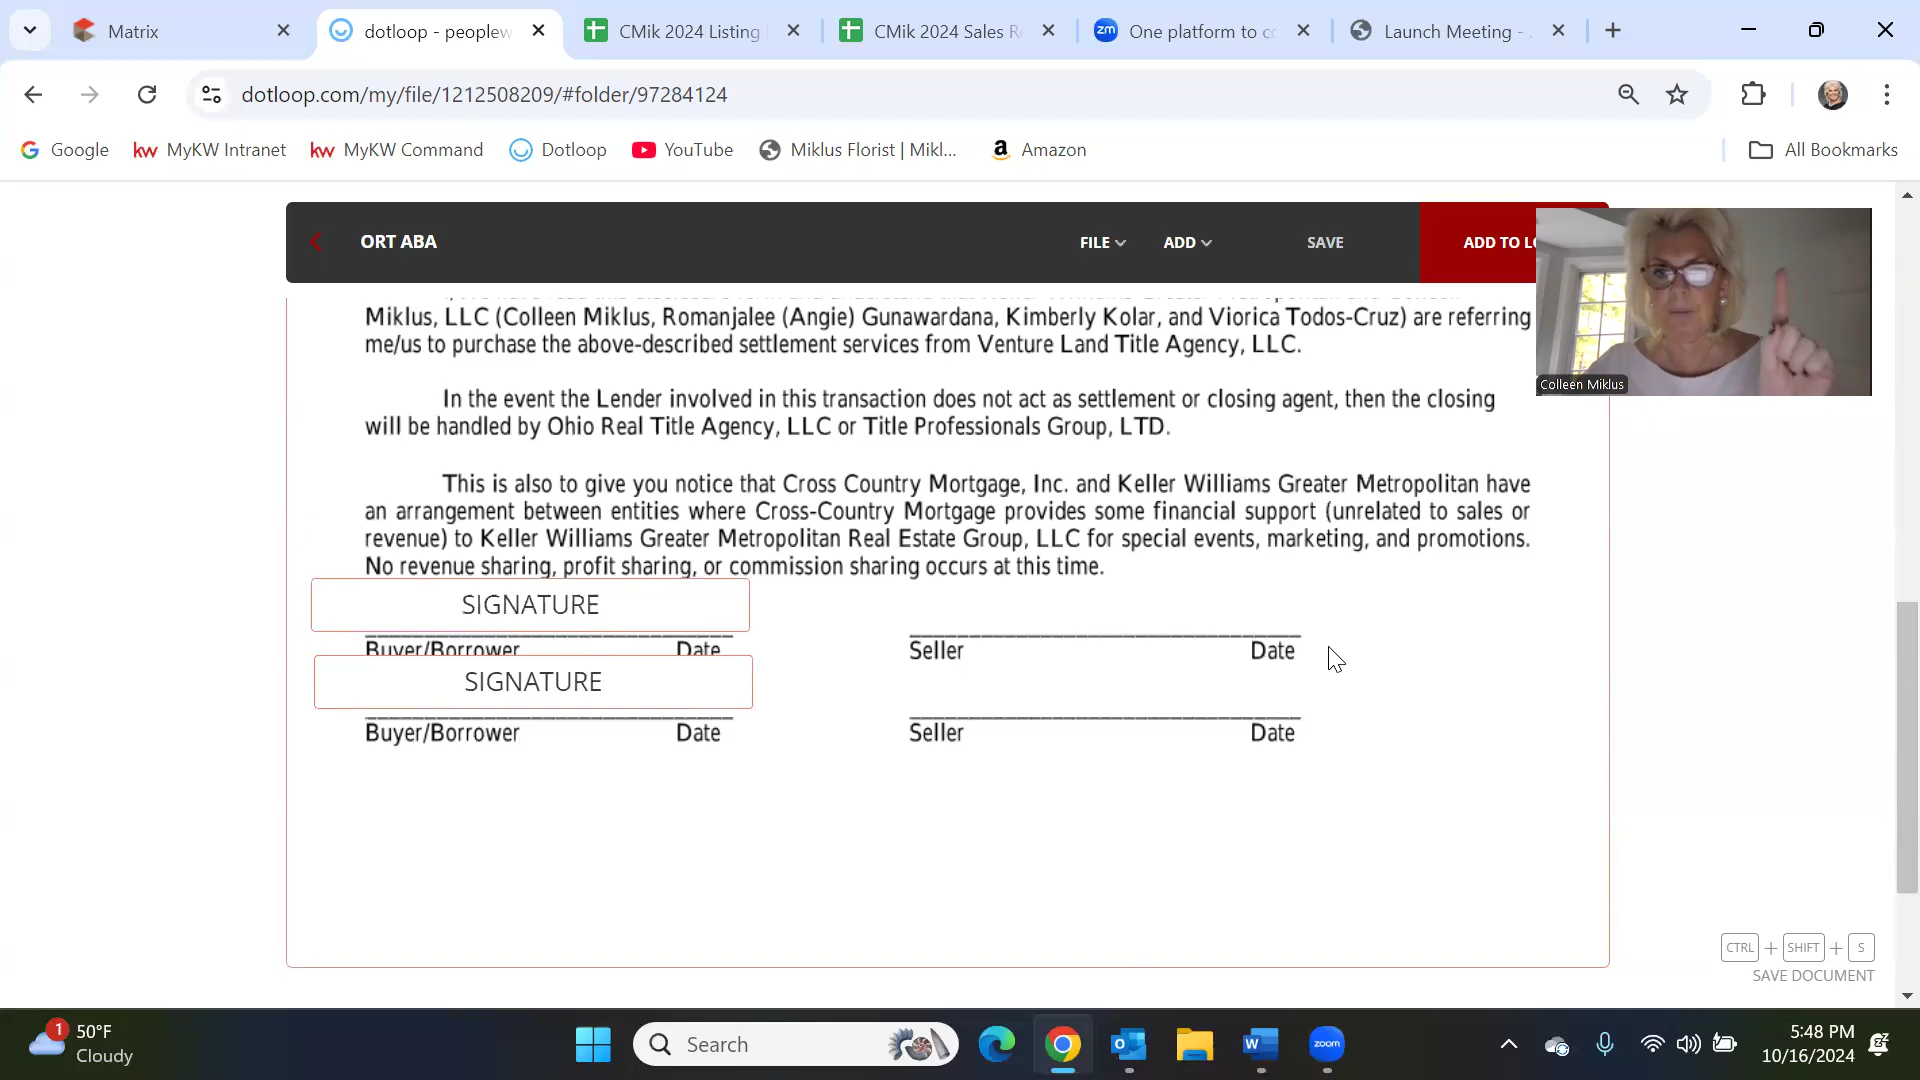 Matrix
dotloop - peoplew
CMik 2024 Listing
CMik 2024 Sales R
zm One platform to co
Launch Meeting -
dotloop.com/my/file/1212508209/#folder/97284124
Google
kw MyKW Intranet
kw MyKW Command
Dotloop
YouTube
Miklus Florist | Mikl...
a Amazon
All Bookmarks
ORT ABA
FILE
ADD
SAVE
ADD TO LO
Miklus, LLC (Colleen Miklus, Romanjalee (Angie) Gunawardana, Kimberly Kolar, and Viorica Todos-Cruz) are referring
me/us to purchase the above-described settlement services from Venture Land Title Agency, LLC.
Colleen Miklus
In the event the Lender involved in this transaction does not act as settlement or closing agent, then the closing
will be handled by Ohio Real Title Agency, LLC or Title Professionals Group, LTD.
This is also to give you notice that Cross Country Mortgage, Inc. and Keller Williams Greater Metropolitan have
an arrangement between entities where Cross-Country Mortgage provides some financial support (unrelated to sales or
revenue) to Keller Williams Greater Metropolitan Real Estate Group, LLC for special events, marketing, and promotions.
No revenue sharing, profit sharing, or commission sharing occurs at this time.
SIGNATURE
Buyer/Borrower Date Seller Date
SIGNATURE
Buyer/Borrower Date Seller Date
CTRL + SHIFT + S
SAVE DOCUMENT
1 50°F
Cloudy
Search
zoom
5:48 PM
10/16/2024